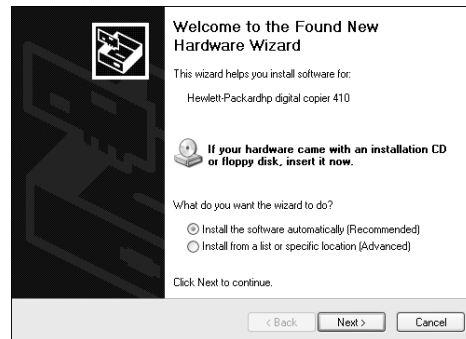 Welcome to the Found New
Hardware Wizard
This wizard helps you install software for:
Hewlett-Packardhp digital copier 410
If your hardware came with an installation CD
or floppy disk, insert it now.
What do you want the wizard to do?
Install the software automatically (Recommended)
Install from a list or specific location (Advanced)
Click Next to continue.
< Back
Next >
Cancel